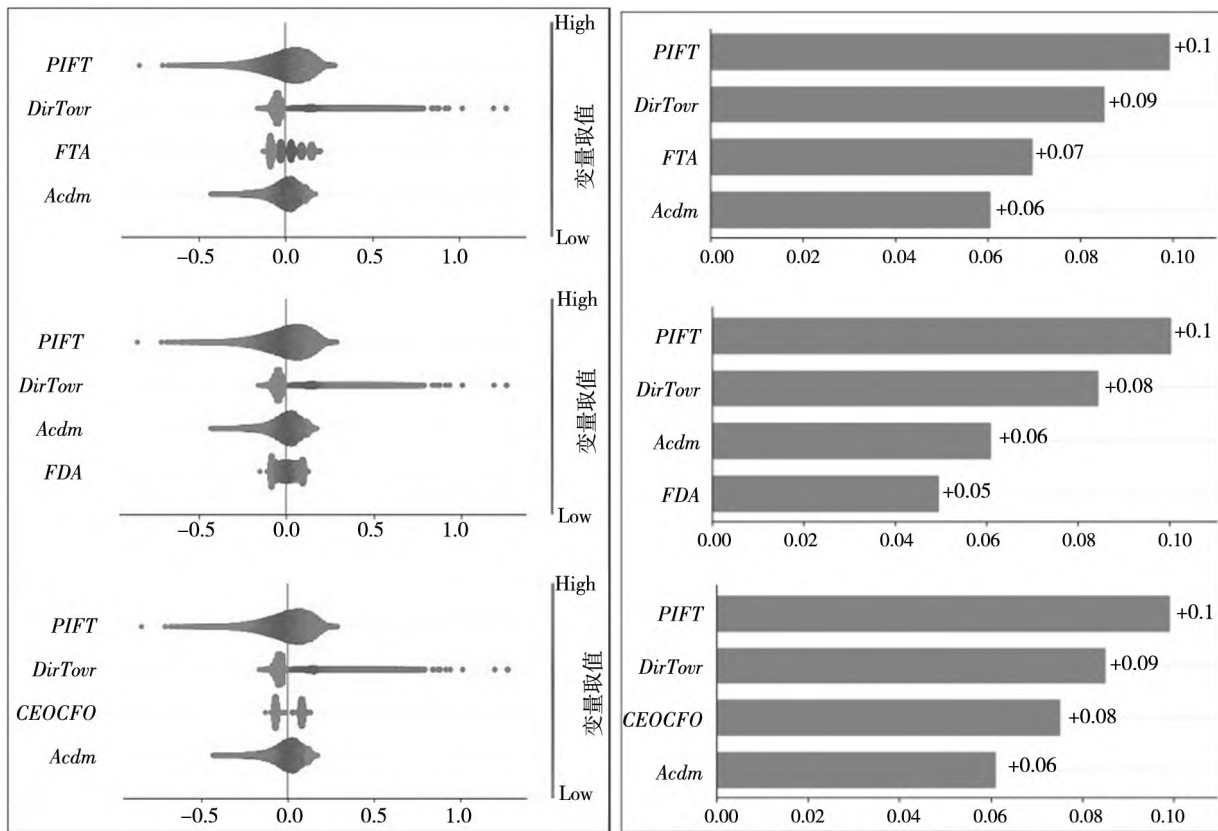 High
PIFT
DirTovr
FTA
Acdm
变量取值
Low
−0.5 0.0 0.5 1.0
High
PIFT
DirTovr
Acdm
FDA
变量取值
Low
−0.5 0.0 0.5 1.0
High
PIFT
DirTovr
CEOCFO
Acdm
变量取值
Low
−0.5 0.0 0.5 1.0
PIFT +0.1
DirTovr +0.09
FTA +0.07
Acdm +0.06
0.00 0.02 0.04 0.06 0.08 0.10
PIFT +0.1
DirTovr +0.08
Acdm +0.06
FDA +0.05
0.00 0.02 0.04 0.06 0.08 0.10
PIFT +0.1
DirTovr +0.09
CEOCFO +0.08
Acdm +0.06
0.00 0.02 0.04 0.06 0.08 0.10